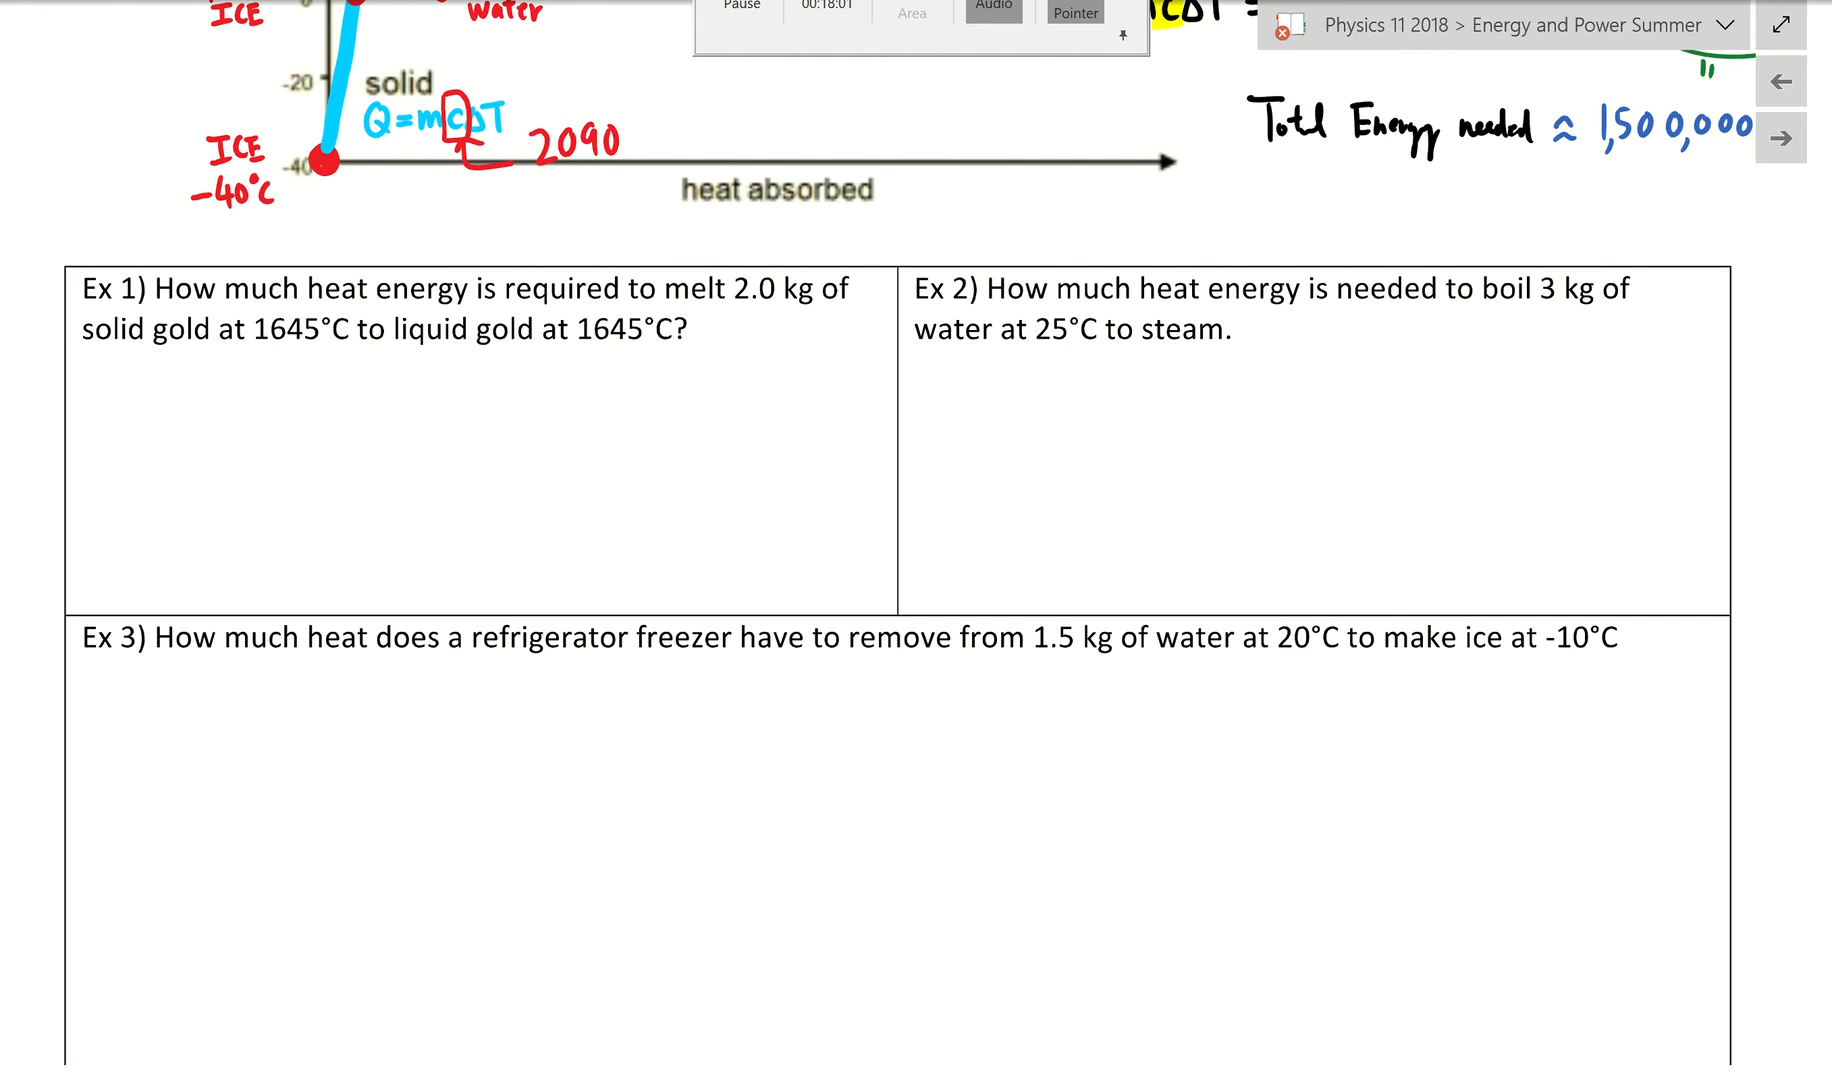 ICE
water
Pause
00:18:01
Area
Audio
Pointer
CΔT =
Physics 11 2018 > Energy and Power Summer
-20
solid
Q=mCΔT
2090
ICE
-40°C
-40
heat absorbed
Totl Energy needed ≈ 1,500,000
Ex 1) How much heat energy is required to melt 2.0 kg of
solid gold at 1645°C to liquid gold at 1645°C?
Ex 2) How much heat energy is needed to boil 3 kg of
water at 25°C to steam.
Ex 3) How much heat does a refrigerator freezer have to remove from 1.5 kg of water at 20°C to make ice at -10°C